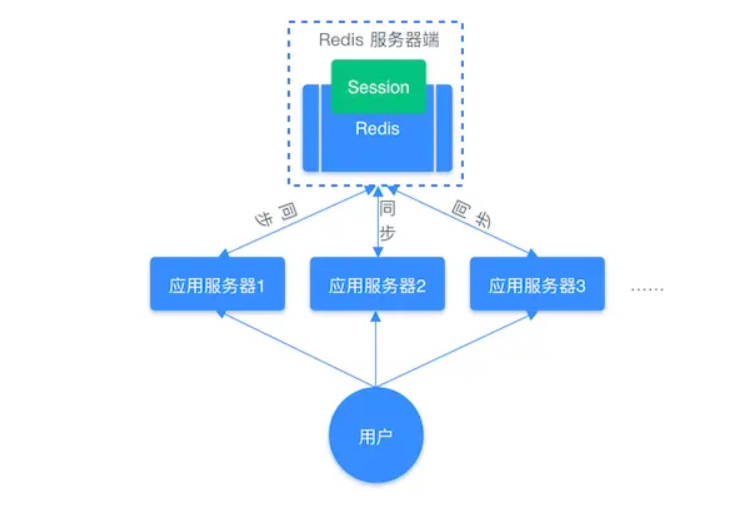 Redis 服务器端
Session
Redis
同步
同步
同步
应用服务器1
应用服务器2
应用服务器3
……
用户